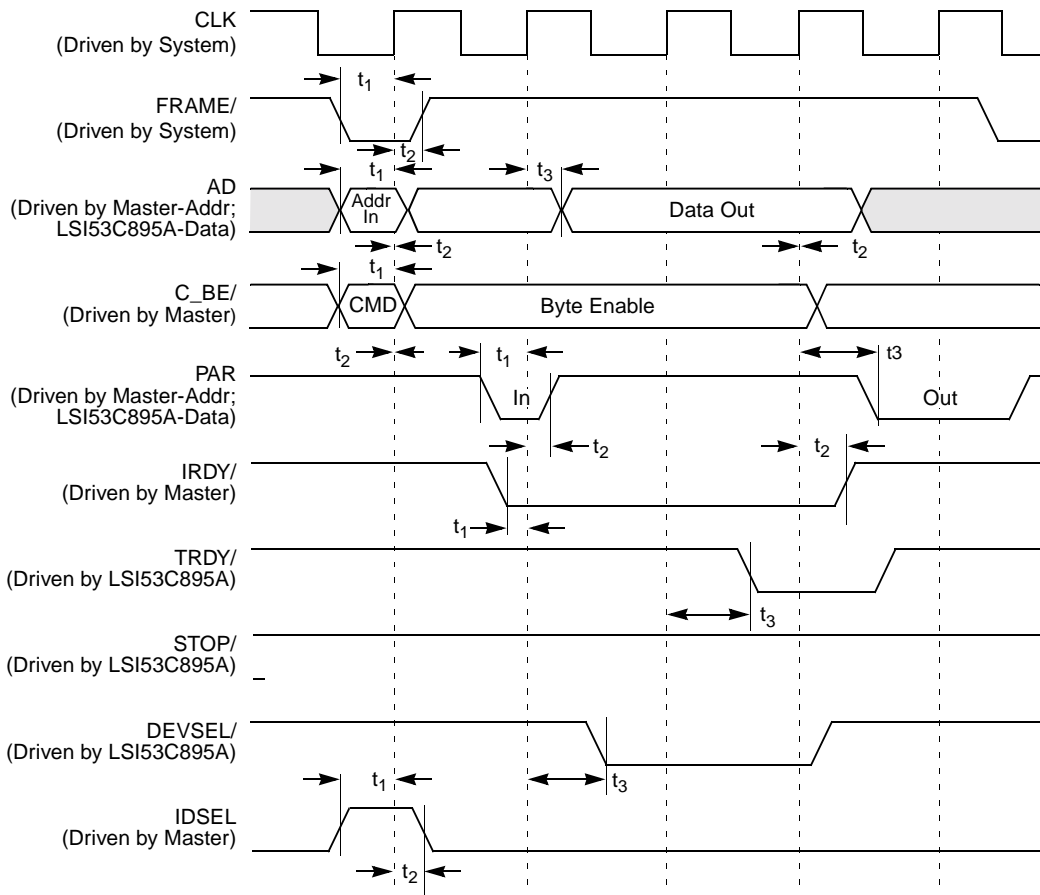 CLK
(Driven by System)
t1
FRAME/
(Driven by System)
t2
t1
t3
AD
(Driven by Master-Addr;
LSI53C895A-Data)
Addr
In
Data Out
t2
t2
t1
C_BE/
(Driven by Master)
CMD
Byte Enable
t2
t1
t3
PAR
(Driven by Master-Addr;
LSI53C895A-Data)
In
Out
t2
t2
IRDY/
(Driven by Master)
t1
TRDY/
(Driven by LSI53C895A)
t3
STOP/
(Driven by LSI53C895A)
DEVSEL/
(Driven by LSI53C895A)
t1
t3
IDSEL
(Driven by Master)
t2